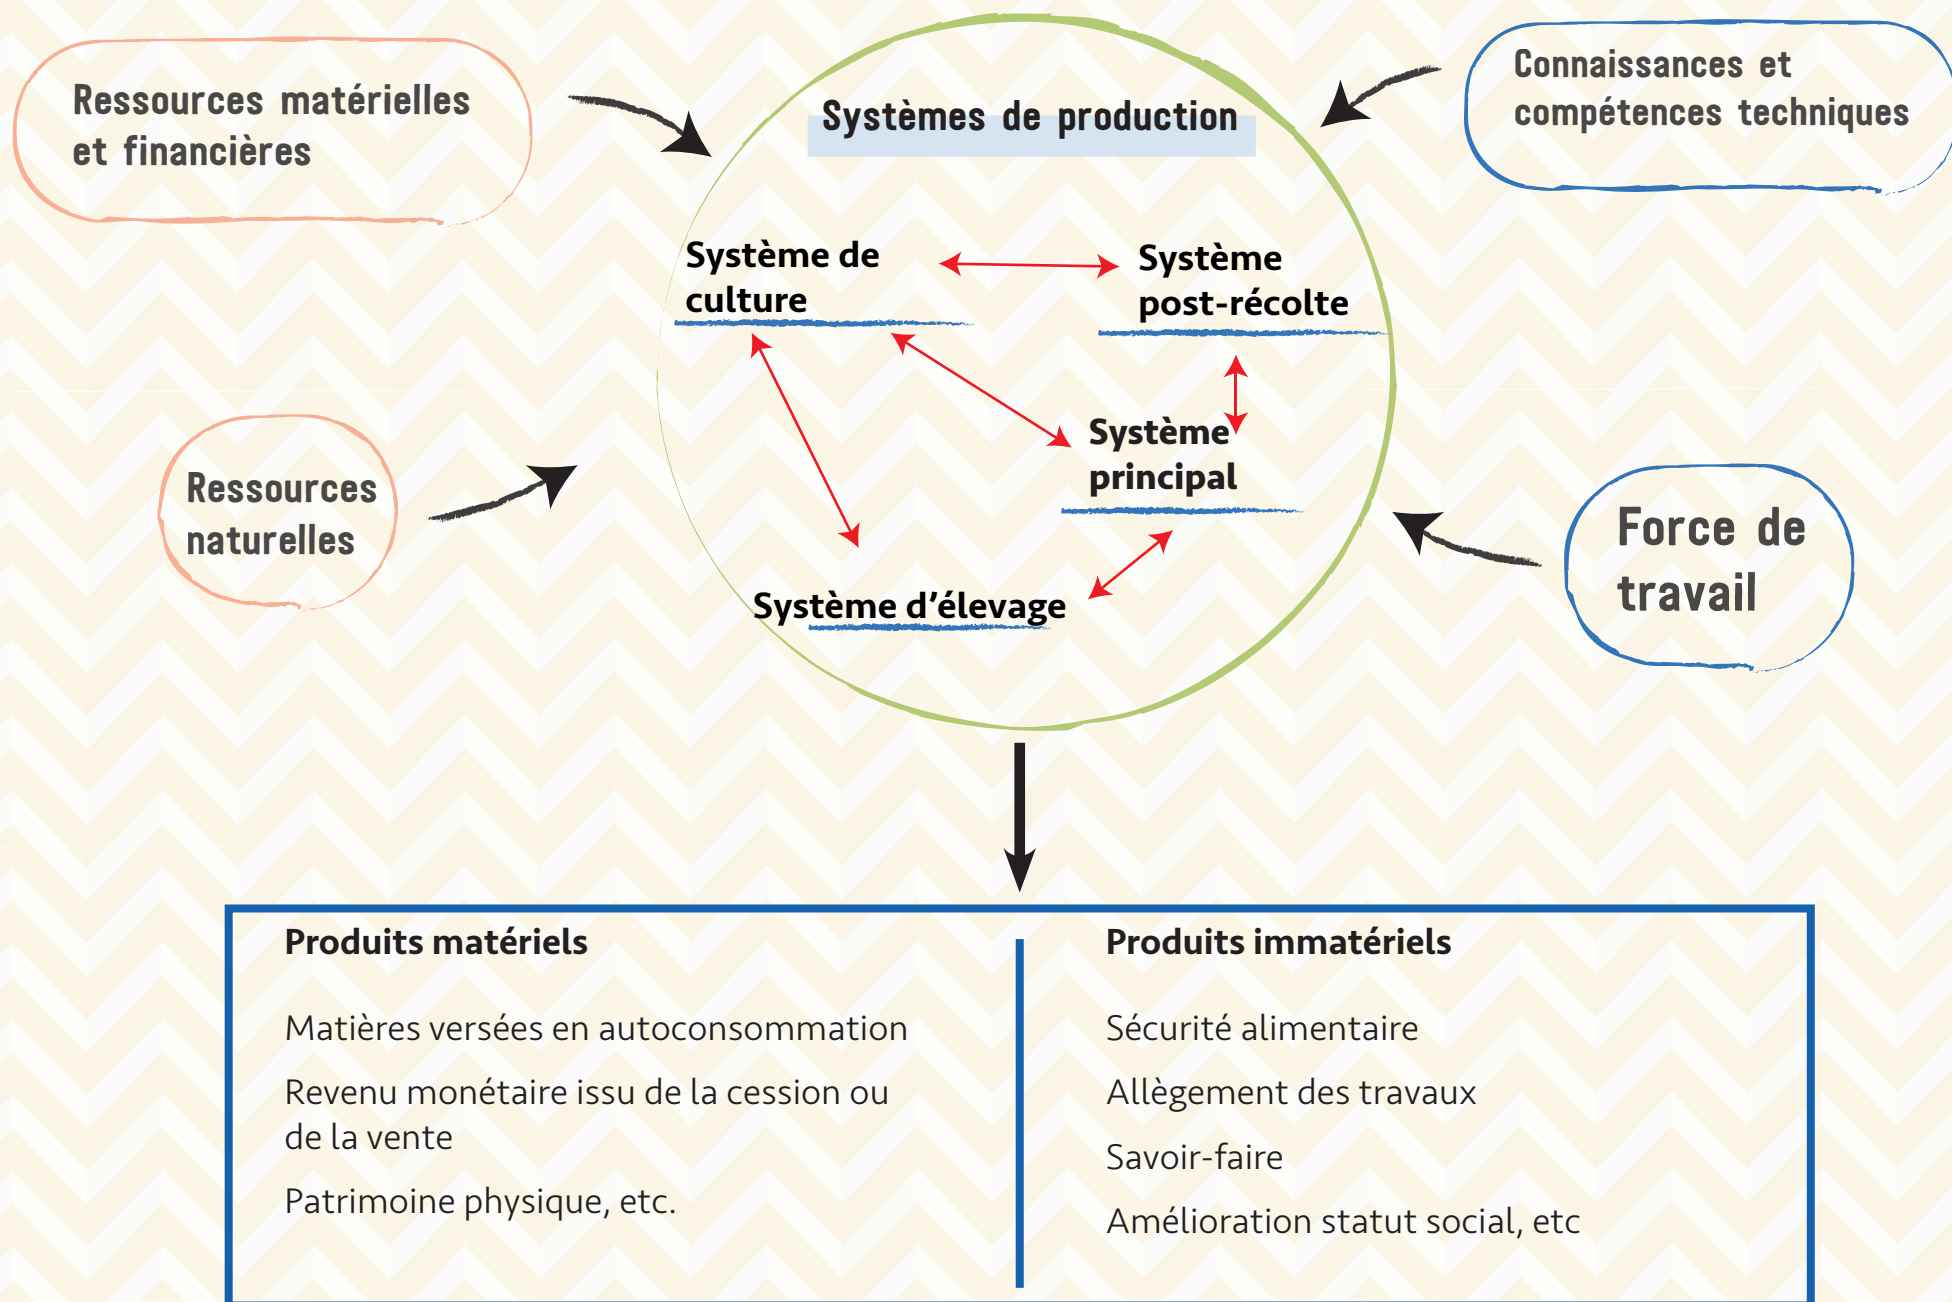 Ressources matérielles
et financières
Systèmes de production
Connaissances et
compétences techniques
Système de
culture
Système
post-récolte
Système
principal
Système d’élevage
Ressources
naturelles
Force de
travail
Produits matériels
Matières versées en autoconsommation
Revenu monétaire issu de la cession ou
de la vente
Patrimoine physique, etc.
Produits immatériels
Sécurité alimentaire
Allègement des travaux
Savoir-faire
Amélioration statut social, etc